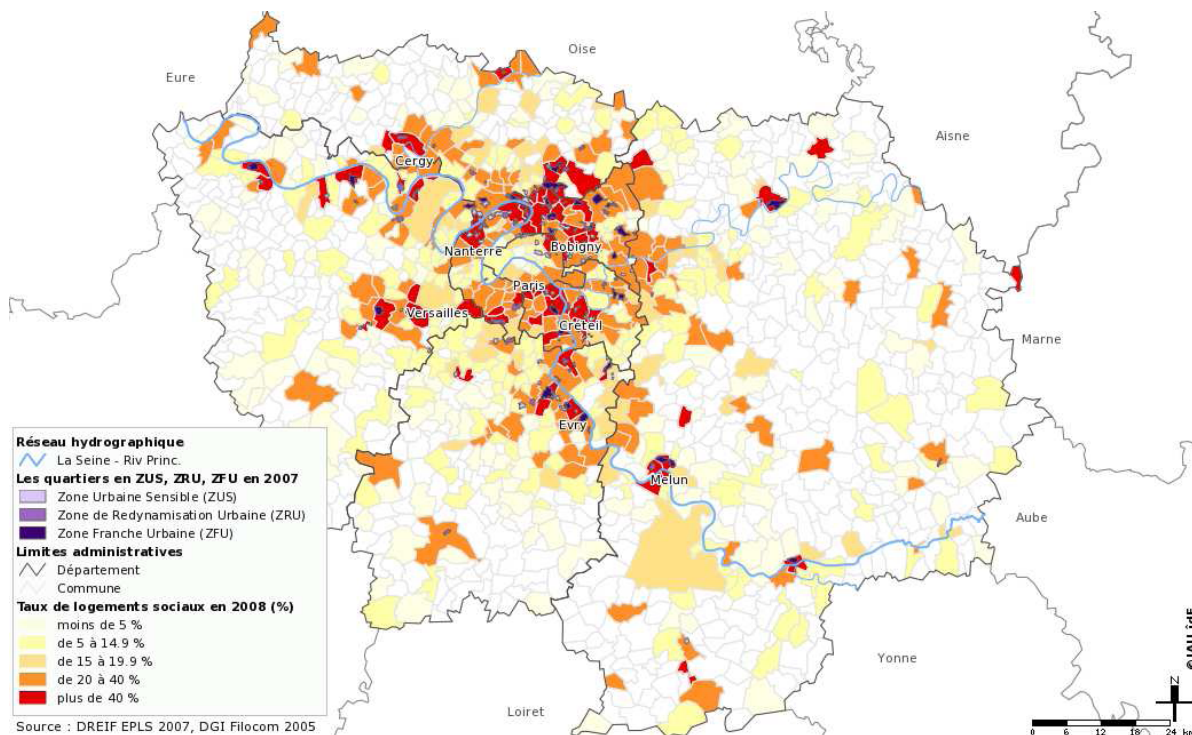 Oise
Eure
Aisne
Cergy
Nanterre
Bobigny
Paris
Versailles
Créteil
Marne
Evry
Melun
Aube
Yonne
Loiret
Réseau hydrographique
La Seine - Riv Princ.
Les quartiers en ZUS, ZRU, ZFU en 2007
Zone Urbaine Sensible (ZUS)
Zone de Redynamisation Urbaine (ZRU)
Zone Franche Urbaine (ZFU)
Limites administratives
Département
Commune
Taux de logements sociaux en 2008 (%)
moins de 5 %
de 5 à 14.9 %
de 15 à 19.9 %
de 20 à 40 %
plus de 40 %
Source : DREIF EPLS 2007, DGI Filocom 2005
©IAU îdF
N
0 6 12 18 24 km